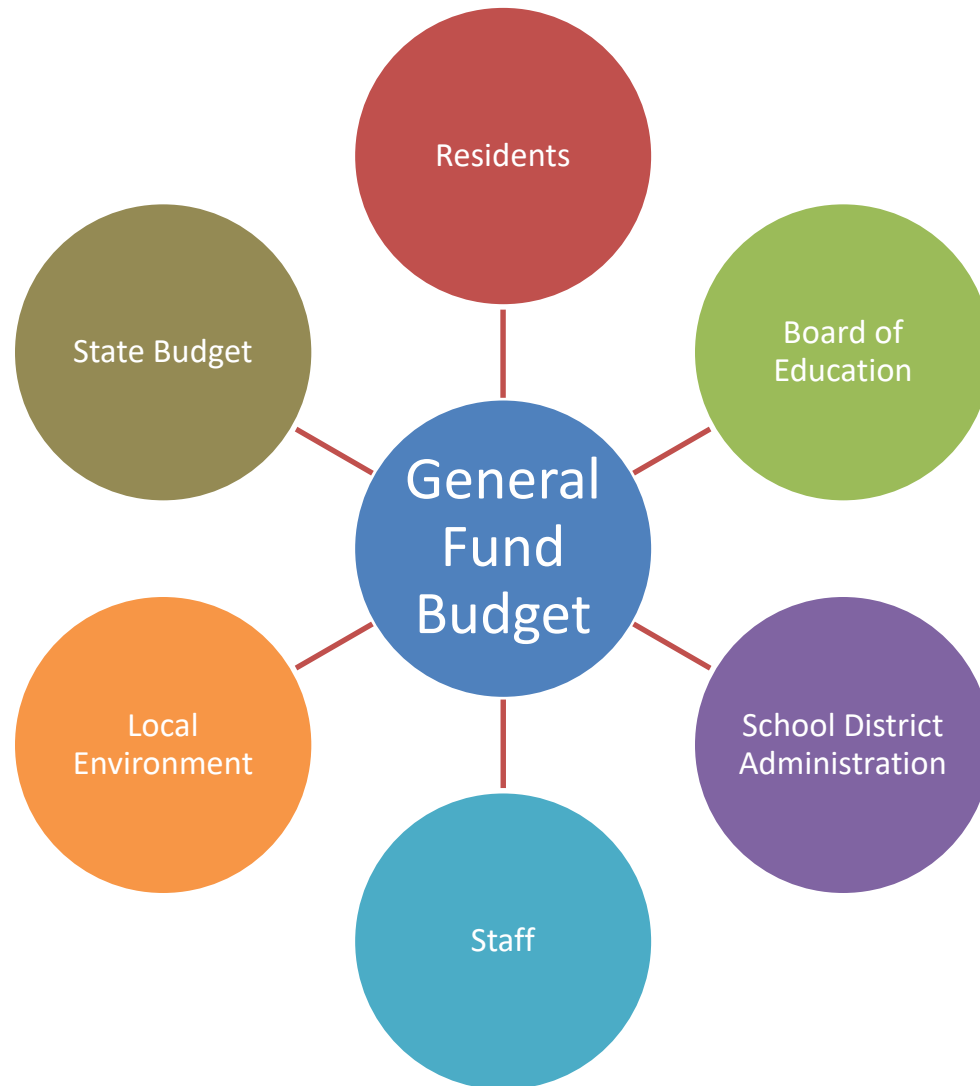 Residents
State Budget
Board of
Education
General
Fund
Budget
Local
Environment
School District
Administration
Staff